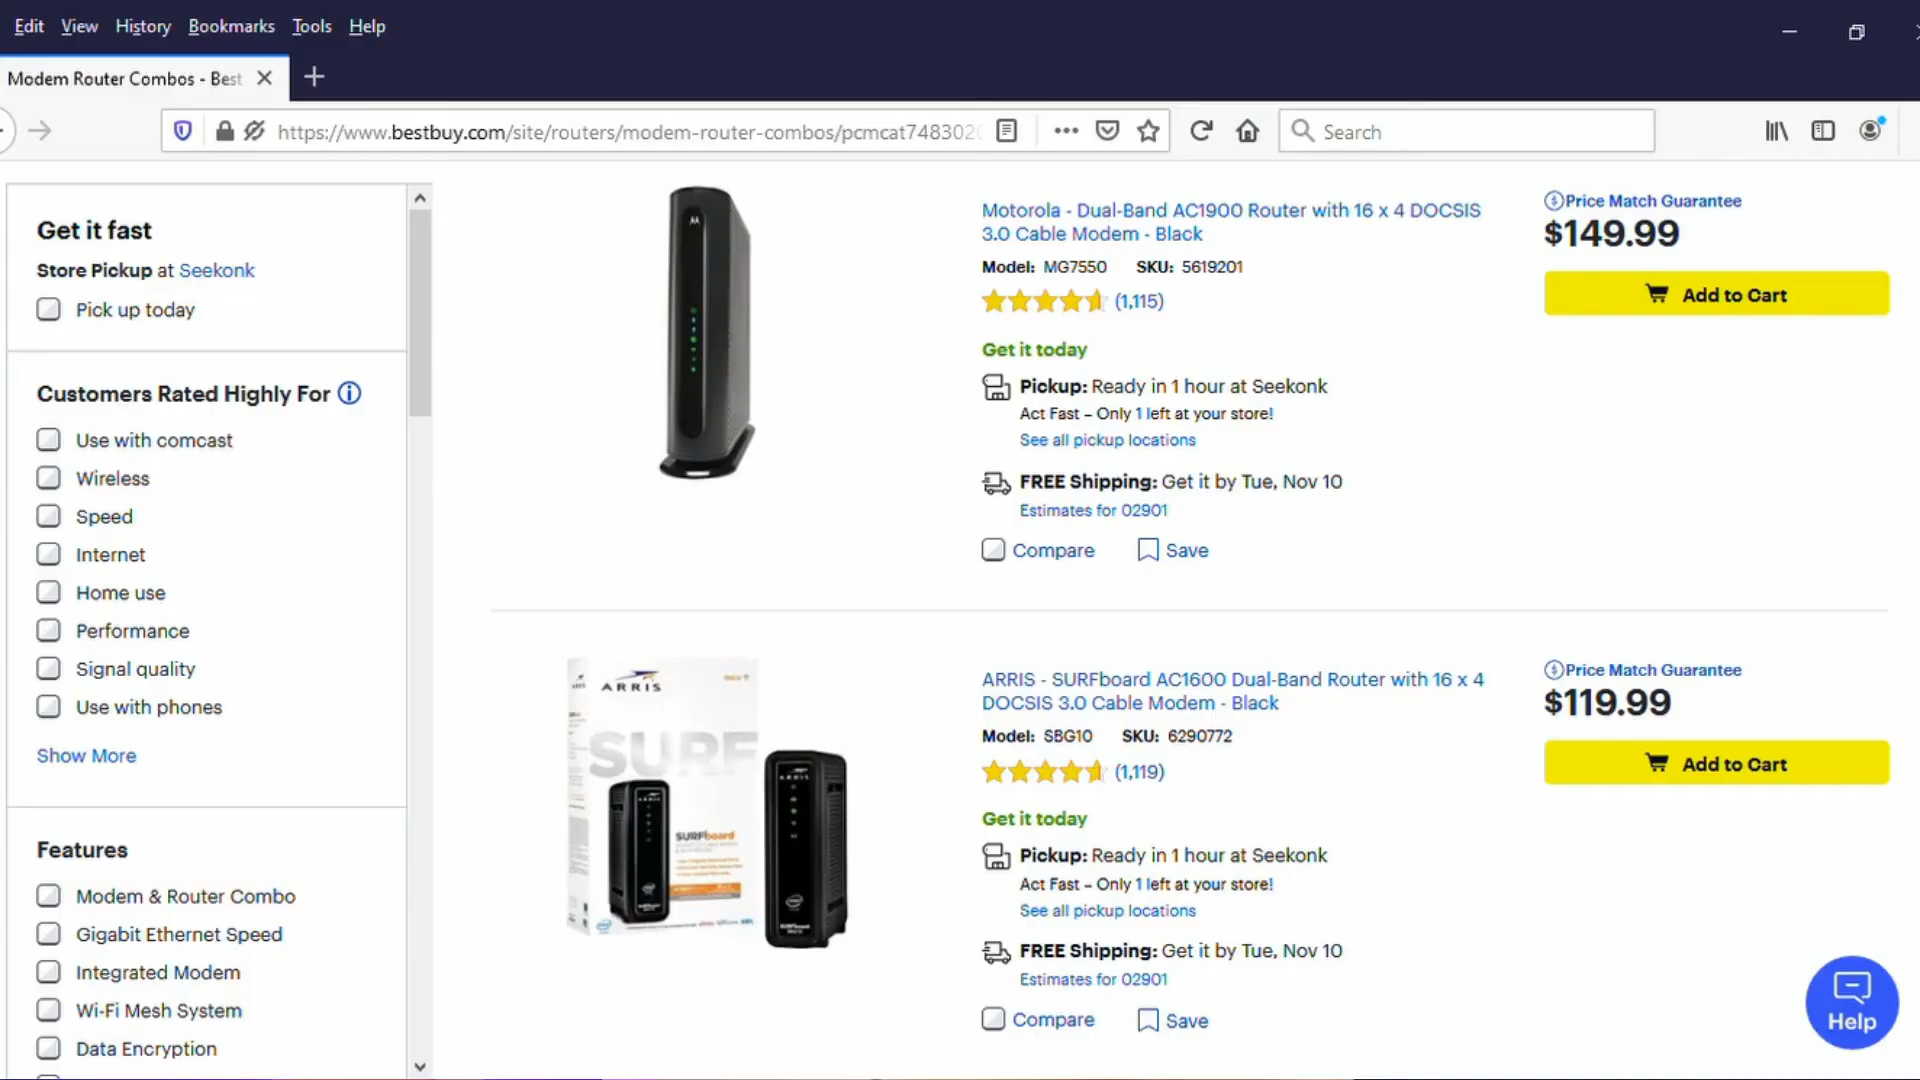 Edit View History Bookmarks Tools Help
Modem Router Combos - Best
https://www.bestbuy.com/site/routers/modem-router-combos/pcmcat748302
Search
Get it fast
Store Pickup at Seekonk
Pick up today
Customers Rated Highly For
Use with comcast
Wireless
Speed
Internet
Home use
Performance
Signal quality
Use with phones
Show More
Features
Modem & Router Combo
Gigabit Ethernet Speed
Integrated Modem
Wi-Fi Mesh System
Data Encryption
Motorola - Dual-Band AC1900 Router with 16 x 4 DOCSIS
3.0 Cable Modem - Black
Model: MG7550 SKU: 5619201
(1,115)
Get it today
Pickup: Ready in 1 hour at Seekonk
Act Fast – Only 1 left at your store!
See all pickup locations
FREE Shipping: Get it by Tue, Nov 10
Estimates for 02901
Compare Save
Price Match Guarantee
$149.99
Add to Cart
ARRIS
SURF
ARRIS
SURFboard
ARRIS - SURFboard AC1600 Dual-Band Router with 16 x 4
DOCSIS 3.0 Cable Modem - Black
Model: SBG10 SKU: 6290772
(1,119)
Get it today
Pickup: Ready in 1 hour at Seekonk
Act Fast – Only 1 left at your store!
See all pickup locations
FREE Shipping: Get it by Tue, Nov 10
Estimates for 02901
Compare Save
Price Match Guarantee
$119.99
Add to Cart
Help